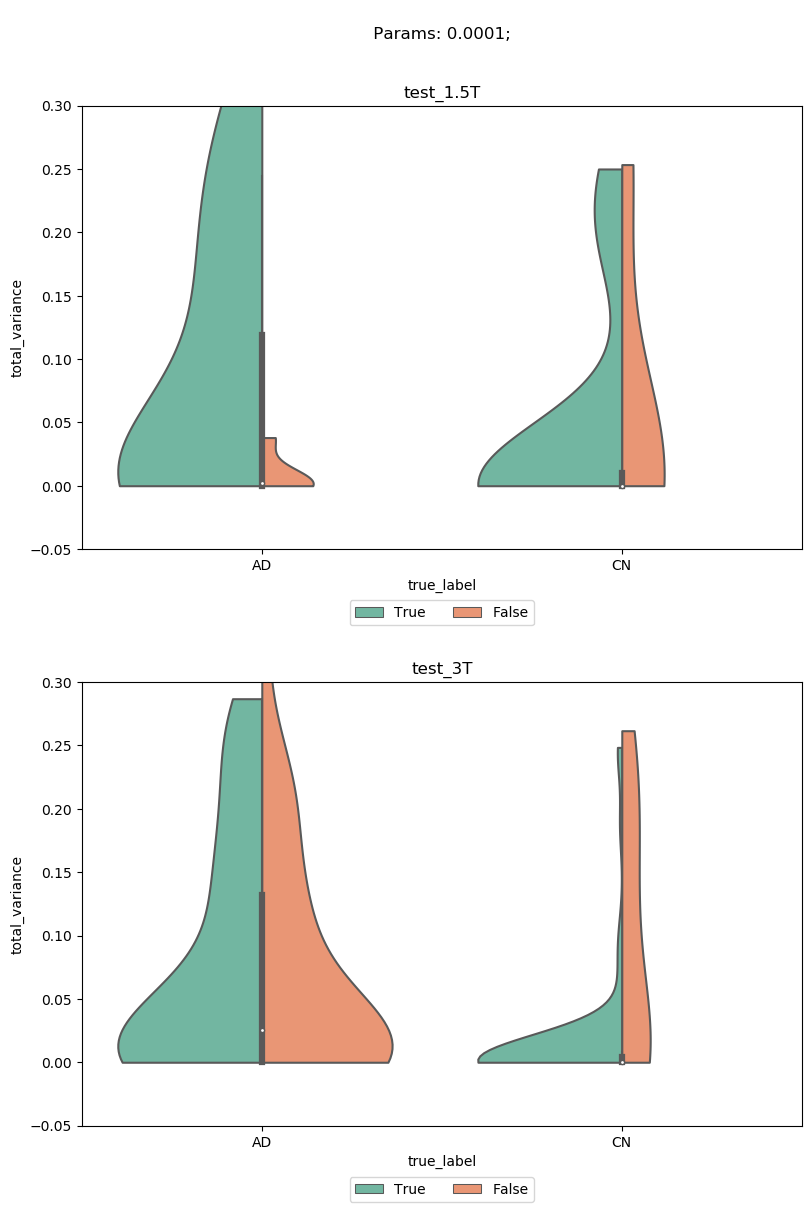 Params: 0.0001;
test_1.5T
0.30
0.25
0.20
0.15
0.10
0.05
0.00
−0.05
total_variance
AD CN
true_label
True False
test_3T
0.30
0.25
0.20
0.15
0.10
0.05
0.00
−0.05
total_variance
AD CN
true_label
True False